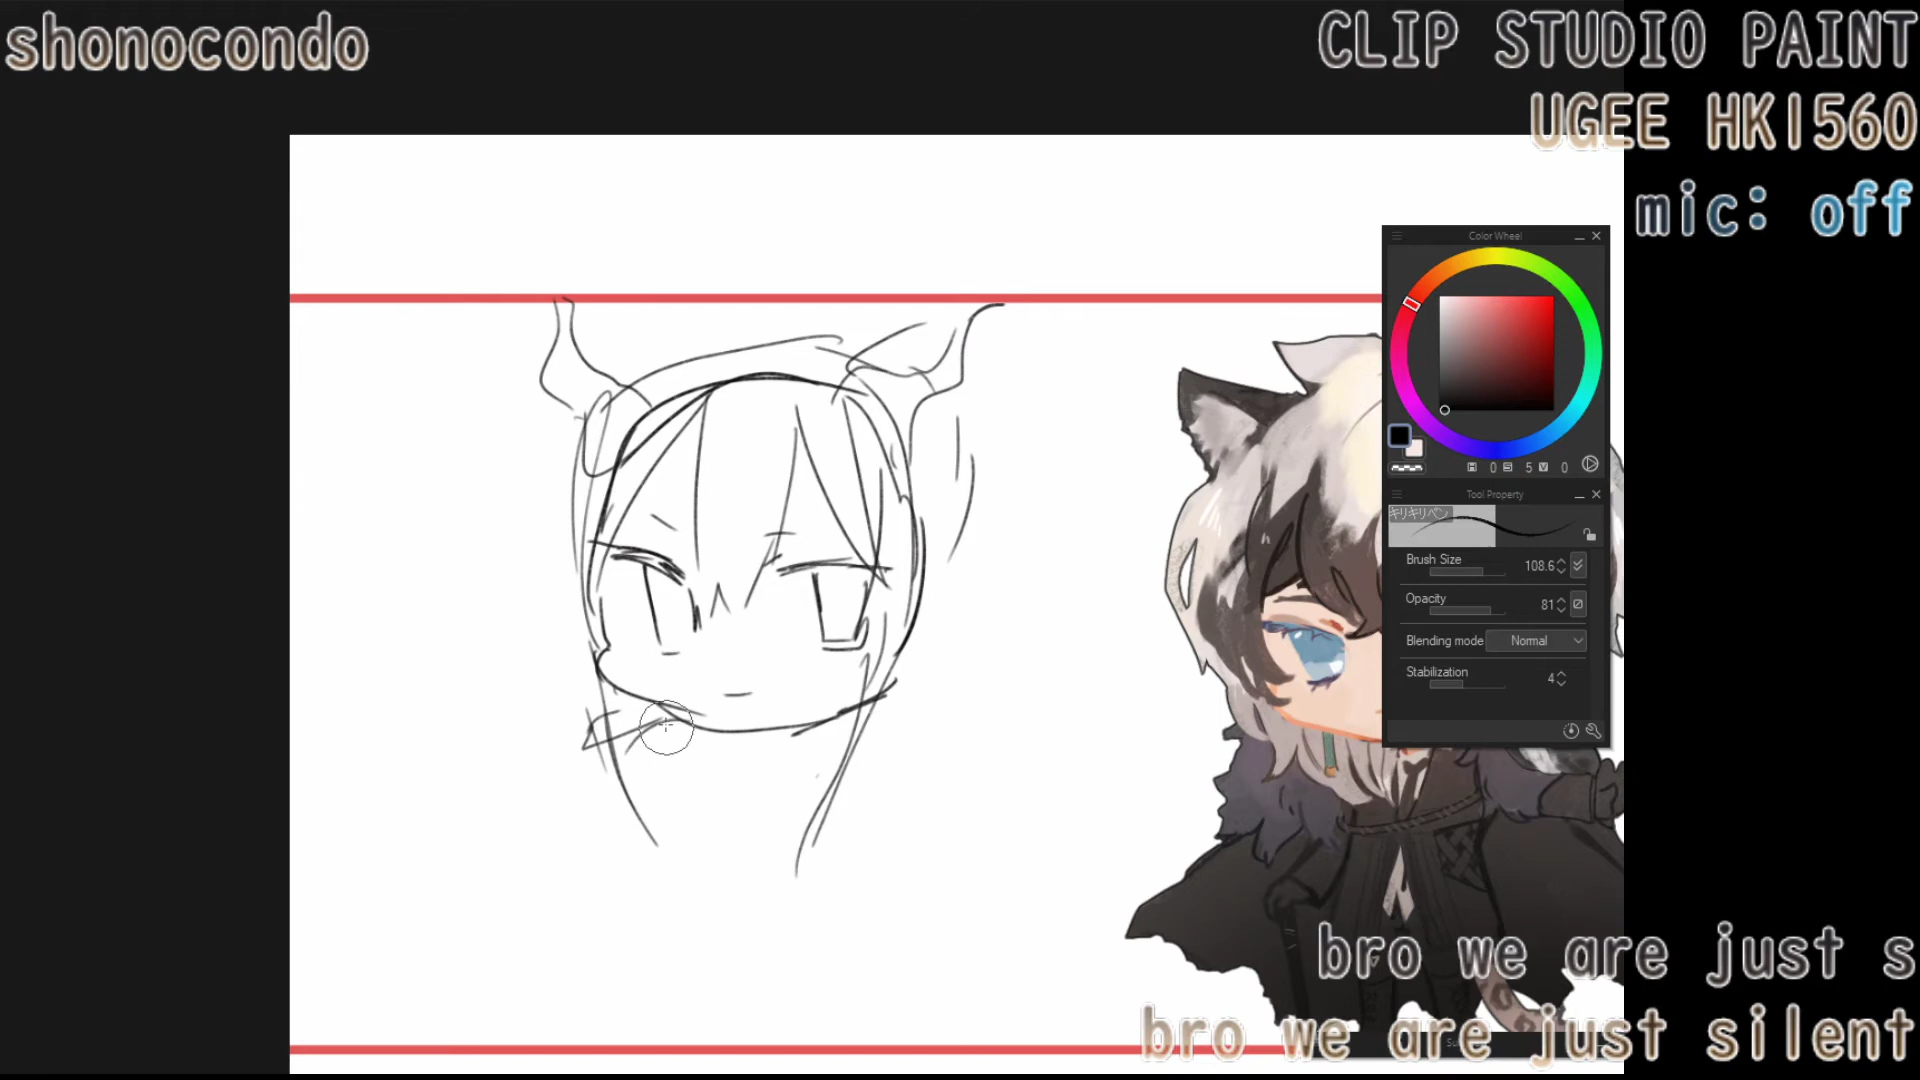 shonocondo
CLIP STUDIO PAINT
UGEE HK1560
mic: off
Color Wheel
H 0 S 5 V 0
Tool Property
キリキリペン
Brush Size 108.6
Opacity 81
Blending mode Normal
Stabilization 4
bro we are just s
bro we are just silent